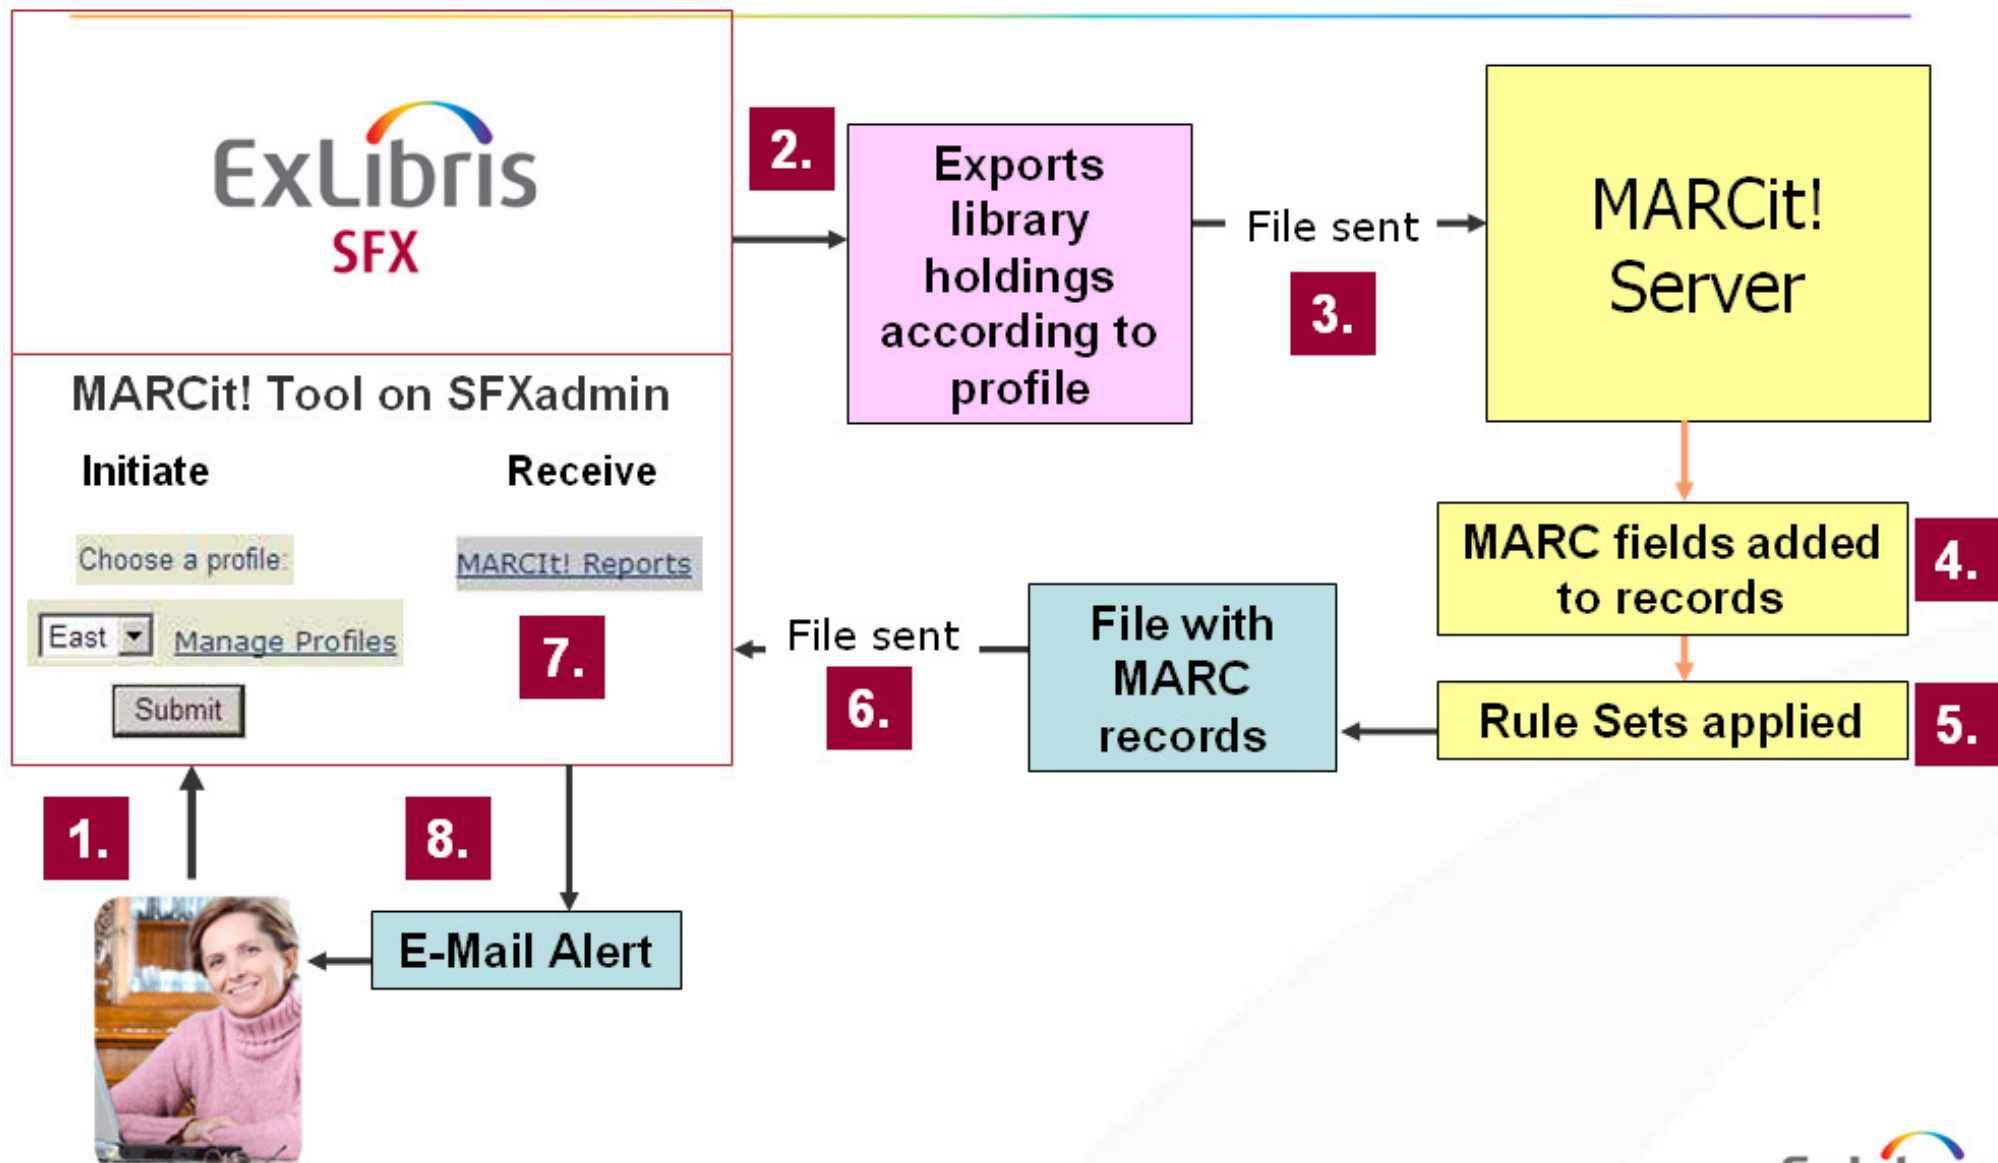 ExLibris
SFX
MARCit! Tool on SFXadmin
Initiate
Receive
Choose a profile:
MARCIt! Reports
East
Manage Profiles
7.
Submit
1.
8.
E-Mail Alert
2.
Exports
library
holdings
according to
profile
File sent
3.
MARCit!
Server
MARC fields added
to records
4.
Rule Sets applied
5.
File with
MARC
records
File sent
6.